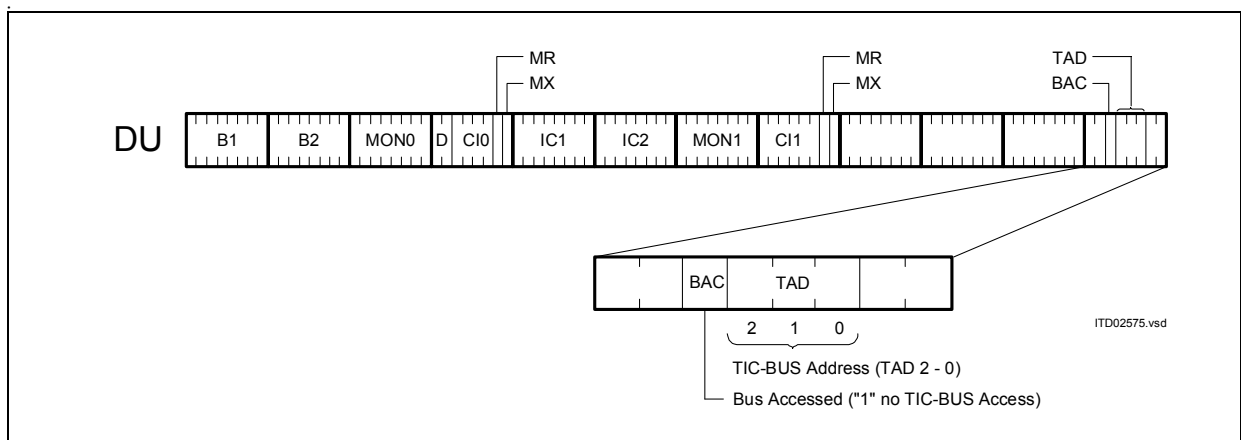 .
MR MR TAD
MX MX BAC
DU B1 B2 MON0 D CI0 IC1 IC2 MON1 CI1
BAC TAD
2 1 0
ITD02575.vsd
TIC-BUS Address (TAD 2 - 0)
Bus Accessed ("1" no TIC-BUS Access)